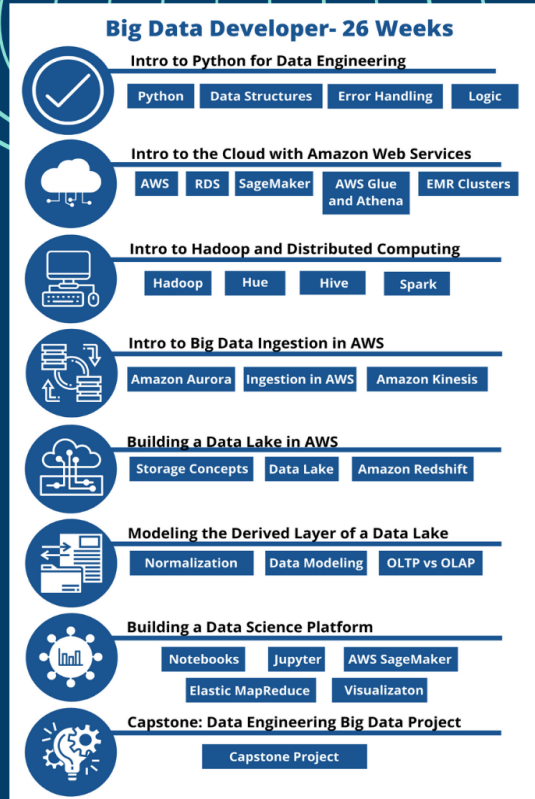 Big Data Developer- 26 Weeks
Intro to Python for Data Engineering
Python Data Structures Error Handling Logic
Intro to the Cloud with Amazon Web Services
AWS RDS SageMaker AWS Glue EMR Clusters
and Athena
Intro to Hadoop and Distributed Computing
Hadoop Hue Hive Spark
Intro to Big Data Ingestion in AWS
Amazon Aurora Ingestion in AWS Amazon Kinesis
Building a Data Lake in AWS
Storage Concepts Data Lake Amazon Redshift
Modeling the Derived Layer of a Data Lake
Normalization Data Modeling OLTP vs OLAP
Building a Data Science Platform
Notebooks Jupyter AWS SageMaker
Elastic MapReduce Visualizaton
Capstone: Data Engineering Big Data Project
Capstone Project